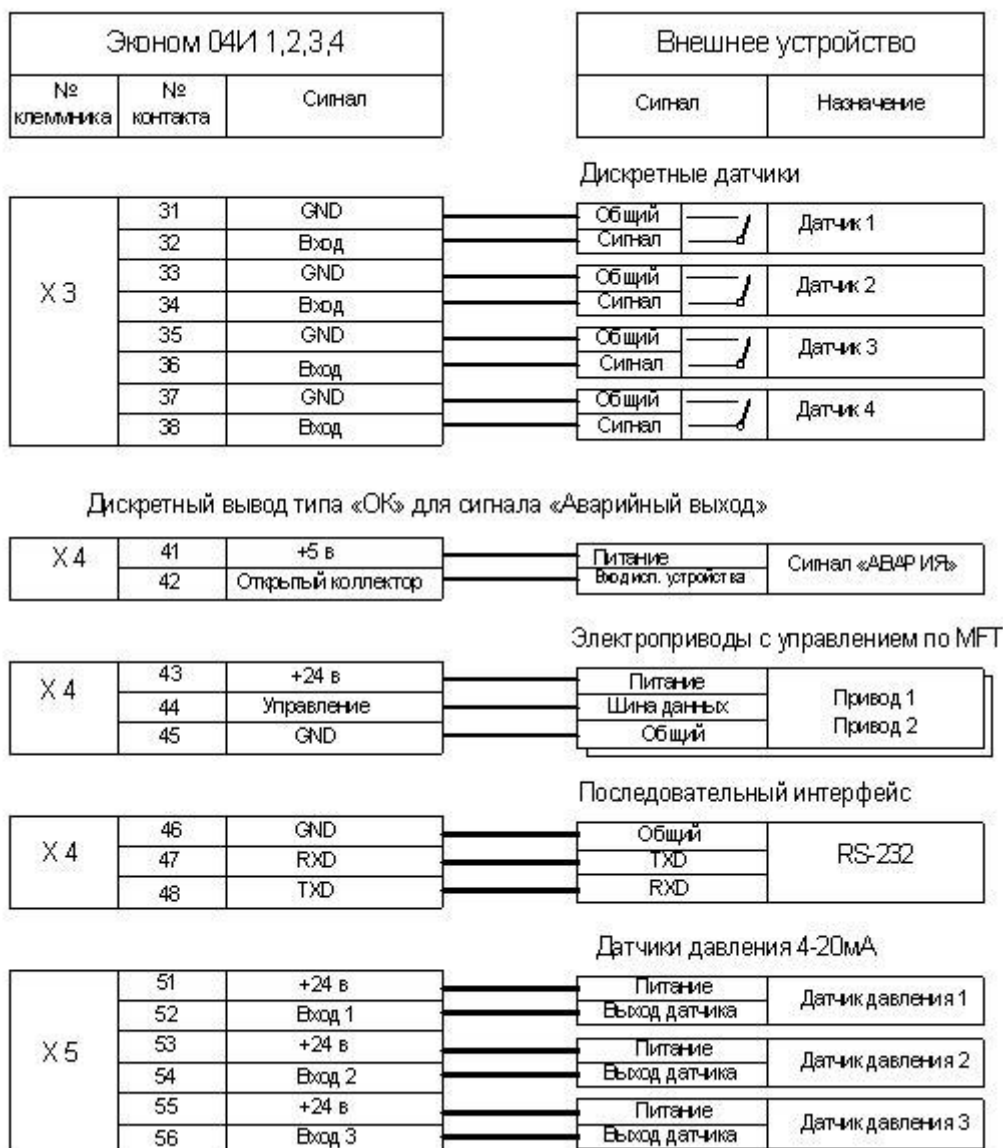 Эконом 04И 1,2,3,4 Внешнее устройство
№ клеммника № контакта Сигнал Сигнал Назначение
Дискретные датчики
X 3
31 GND Общий Датчик 1
32 Вход Сигнал
33 GND Общий Датчик 2
34 Вход Сигнал
35 GND Общий Датчик 3
36 Вход Сигнал
37 GND Общий Датчик 4
38 Вход Сигнал
Дискретный вывод типа «ОК» для сигнала «Аварийный выход»
X 4 41 +5 в Питание Сигнал «АВАРИЯ»
42 Открытый коллектор Вход исп. устройства
Электроприводы с управлением по MFT
X 4 43 +24 в Питание Привод 1
44 Управление Шина данных Привод 2
45 GND Общий
Последовательный интерфейс
X 4 46 GND Общий RS-232
47 RXD TXD
48 TXD RXD
Датчики давления 4-20мА
X 5
51 +24 в Питание Датчик давления 1
52 Вход 1 Выход датчика
53 +24 в Питание Датчик давления 2
54 Вход 2 Выход датчика
55 +24 в Питание Датчик давления 3
56 Вход 3 Выход датчика